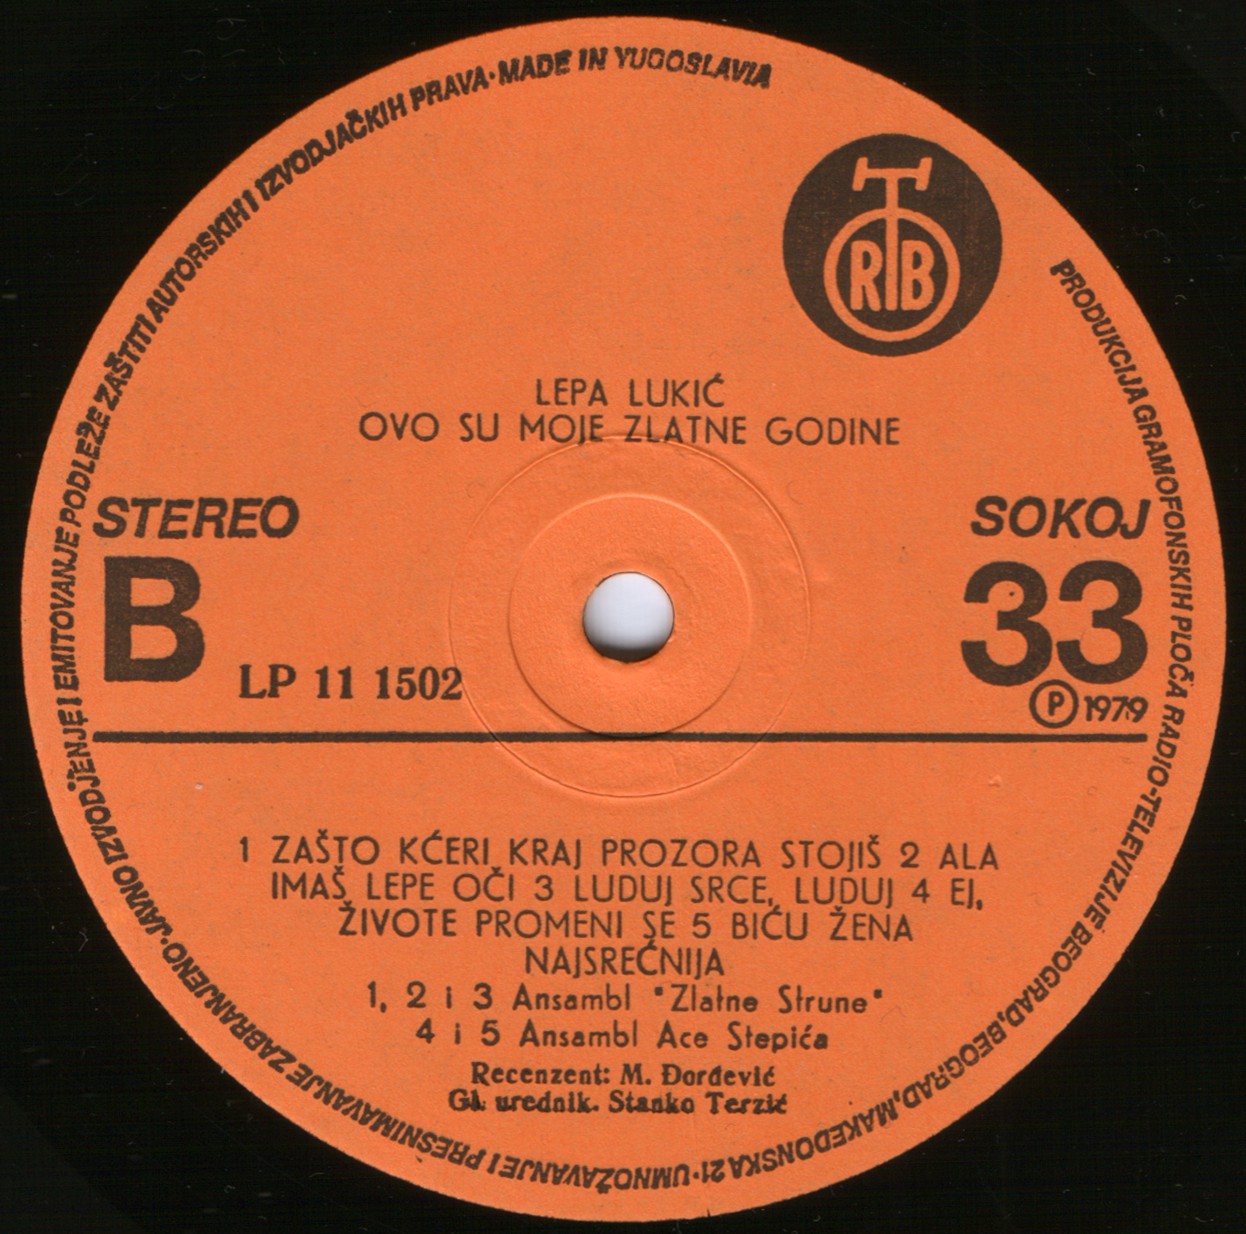 PRODUKCIJA GRAMOFONSKIH PLOČA RADIO-TELEVIZIJE BEOGRAD, BEOGRAD, MAKEDONSKA 21 · UMNOŽAVANJE I PRESNIMAVANJE ZABRANJENO · JAVNO IZVODJENJE I EMITOVANJE PODLEŽE ZAŠTITI AUTORSKIH I IZVODJAČKIH PRAVA · MADE IN YUGOSLAVIA
RTB
LEPA LUKIĆ
OVO SU MOJE ZLATNE GODINE
STEREO
SOKOJ
B
33
LP 11 1502
Ⓟ 1979
1 ZAŠTO KĆERI KRAJ PROZORA STOJIŠ 2 ALA
IMAŠ LEPE OČI 3 LUDUJ SRCE, LUDUJ 4 EJ,
ŽIVOTE PROMENI SE 5 BIĆU ŽENA
NAJSREĆNIJA
1, 2 i 3 Ansambl "Zlatne Strune"
4 i 5 Ansambl Ace Stepića
Recenzent: M. Đorđević
Gl. urednik. Stanko Terzić